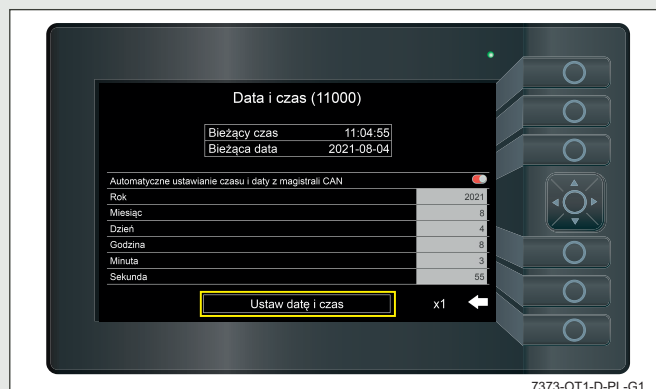 Data i czas (11000)
Bieżący czas 11:04:55
Bieżąca data 2021-08-04
Automatyczne ustawianie czasu i daty z magistrali CAN
Rok 2021
Miesiąc 8
Dzień 4
Godzina 8
Minuta 3
Sekunda 55
Ustaw datę i czas x1
7373-OT1-D-PL-G1